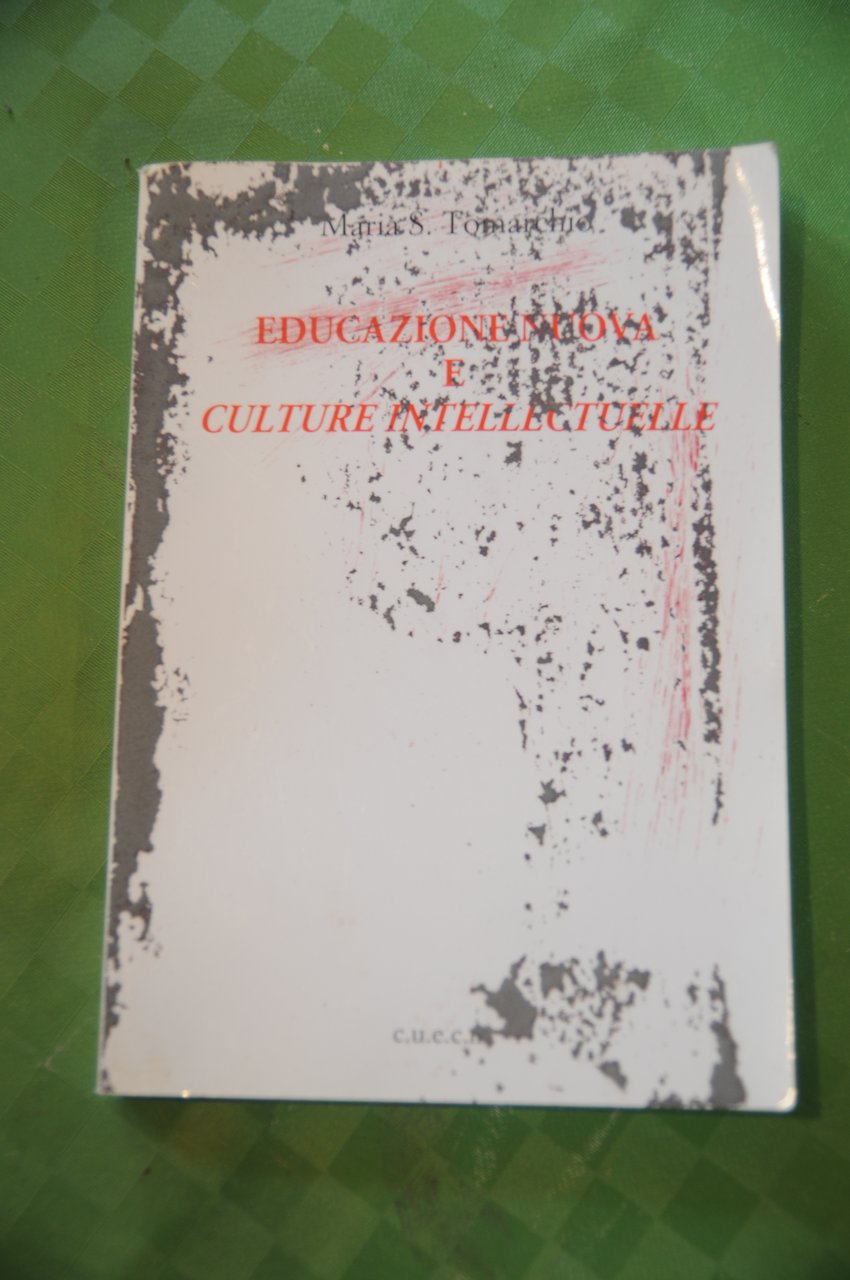 Maria S. Tomarchio
EDUCAZIONE NUOVA
E
CULTURE INTELLECTUELLE
c.u.e.c.m.